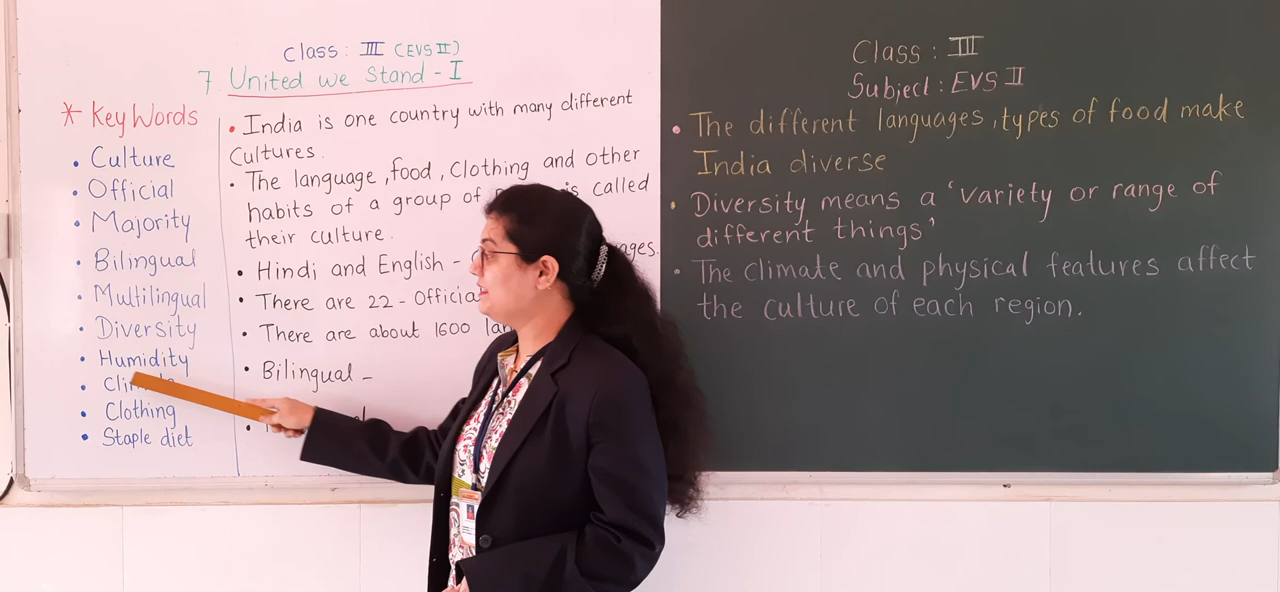 Class : III (EVS II)
7. United we Stand - I
* Key Words
• Culture
• Official
• Majority
• Bilingual
• Multilingual
• Diversity
• Humidity
• Clothing
• Staple diet
• India is one country with many different
Cultures.
• The language, food, Clothing and other
habits of a group of is called
their culture.
• Hindi and English -
• There are 22 - Official
• There are about 1600
• Bilingual -
Class : III
Subject : EVS II
• The different languages, types of food make
India diverse
• Diversity means a 'variety or range of
different things'
• The climate and physical features affect
the culture of each region.